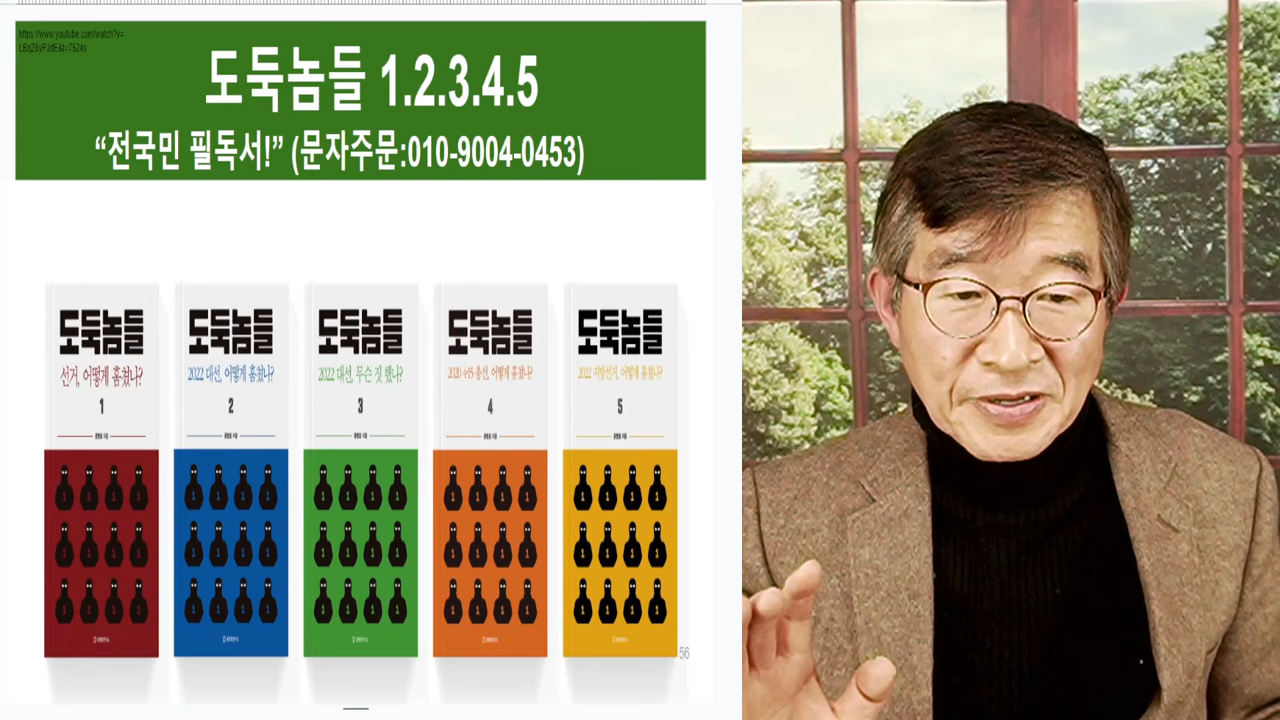 https://www.youtube.com/watch?v=
LBrjZ6yPJdE&t=7524s
도둑놈들 1.2.3.4.5
“전국민 필독서!” (문자주문:010-9004-0453)
도둑놈들
선거, 어떻게 훔쳤나?
1
도둑놈들
2022 대선, 어떻게 훔쳤나?
2
도둑놈들
2022 대선, 무슨 짓 했나?
3
도둑놈들
2020 4·15 총선, 어떻게 훔쳤나?
4
도둑놈들
2022 지방선거, 어떻게 훔쳤나?
5
56